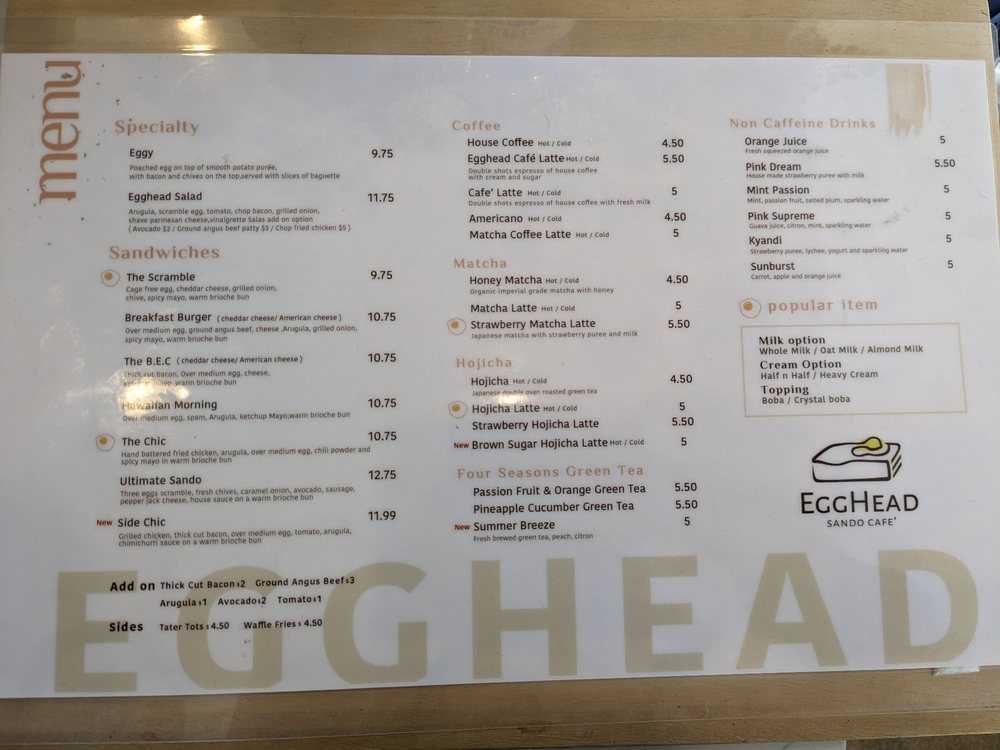 menu
Specialty
Eggy 9.75
Poached egg on top of smooth potato purée,
with bacon and chives on the top,served with slices of baguette
Egghead Salad 11.75
Arugula, scramble egg, tomato, chop bacon, grilled onion,
shave parmesan cheese,vinaigrette Salas add on option
( Avocado $2 / Ground angus beef patty $3 / Chop fried chicken $5 )
Sandwiches
The Scramble 9.75
Cage free egg, cheddar cheese, grilled onion,
chive, spicy mayo, warm brioche bun
Breakfast Burger ( cheddar cheese/ American cheese ) 10.75
Over medium egg, ground angus beef, cheese ,Arugula, grilled onion,
spicy mayo, warm brioche bun
The B.E.C ( cheddar cheese/ American cheese ) 10.75
Thick cut bacon, Over medium egg, cheese,
ketchup mayo, warm brioche bun
Hawaiian Morning 10.75
Over medium egg, spam, Arugula, ketchup Mayo,warm brioche bun
The Chic 10.75
Hand battered fried chicken, arugula, over medium egg, chili powder and
spicy mayo in warm brioche bun
Ultimate Sando 12.75
Three eggs scramble, fresh chives, caramel onion, avocado, sausage,
pepper jack cheese, house sauce on a warm brioche bun
New Side Chic 11.99
Grilled chicken, thick cut bacon, over medium egg, tomato, arugula,
chimichurri sauce on a warm brioche bun
Add on Thick Cut Bacon $2 Ground Angus Beef $3
Arugula $1 Avocado $2 Tomato $1
Sides Tater Tots $ 4.50 Waffle Fries $ 4.50
Coffee
House Coffee Hot / Cold 4.50
Egghead Café Latte Hot / Cold 5.50
Double shots espresso of house coffee
with cream and sugar
Cafe' Latte Hot / Cold 5
Double shots espresso of house coffee with fresh milk
Americano Hot / Cold 4.50
Matcha Coffee Latte Hot / Cold 5
Matcha
Honey Matcha Hot / Cold 4.50
Organic imperial grade matcha with honey
Matcha Latte Hot / Cold 5
Strawberry Matcha Latte 5.50
Japanese matcha with strawberry puree and milk
Hojicha
Hojicha Hot / Cold 4.50
Japanese double oven roasted green tea
Hojicha Latte Hot / Cold 5
Strawberry Hojicha Latte 5.50
New Brown Sugar Hojicha Latte Hot / Cold 5
Four Seasons Green Tea
Passion Fruit & Orange Green Tea 5.50
Pineapple Cucumber Green Tea 5.50
New Summer Breeze 5
Fresh brewed green tea, peach, citron
Non Caffeine Drinks
Orange Juice 5
Fresh squeezed orange juice
Pink Dream 5.50
House made strawberry puree with milk
Mint Passion 5
Mint, passion fruit, salted plum, sparkling water
Pink Supreme 5
Guava juice, citron, mint, sparkling water
Kyandi 5
Strawberry puree, lychee, yogurt and sparkling water
Sunburst 5
Carrot, apple and orange juice
popular item
Milk option
Whole Milk / Oat Milk / Almond Milk
Cream Option
Half n Half / Heavy Cream
Topping
Boba / Crystal boba
EGGHEAD
SANDO CAFE'
EGGHEAD